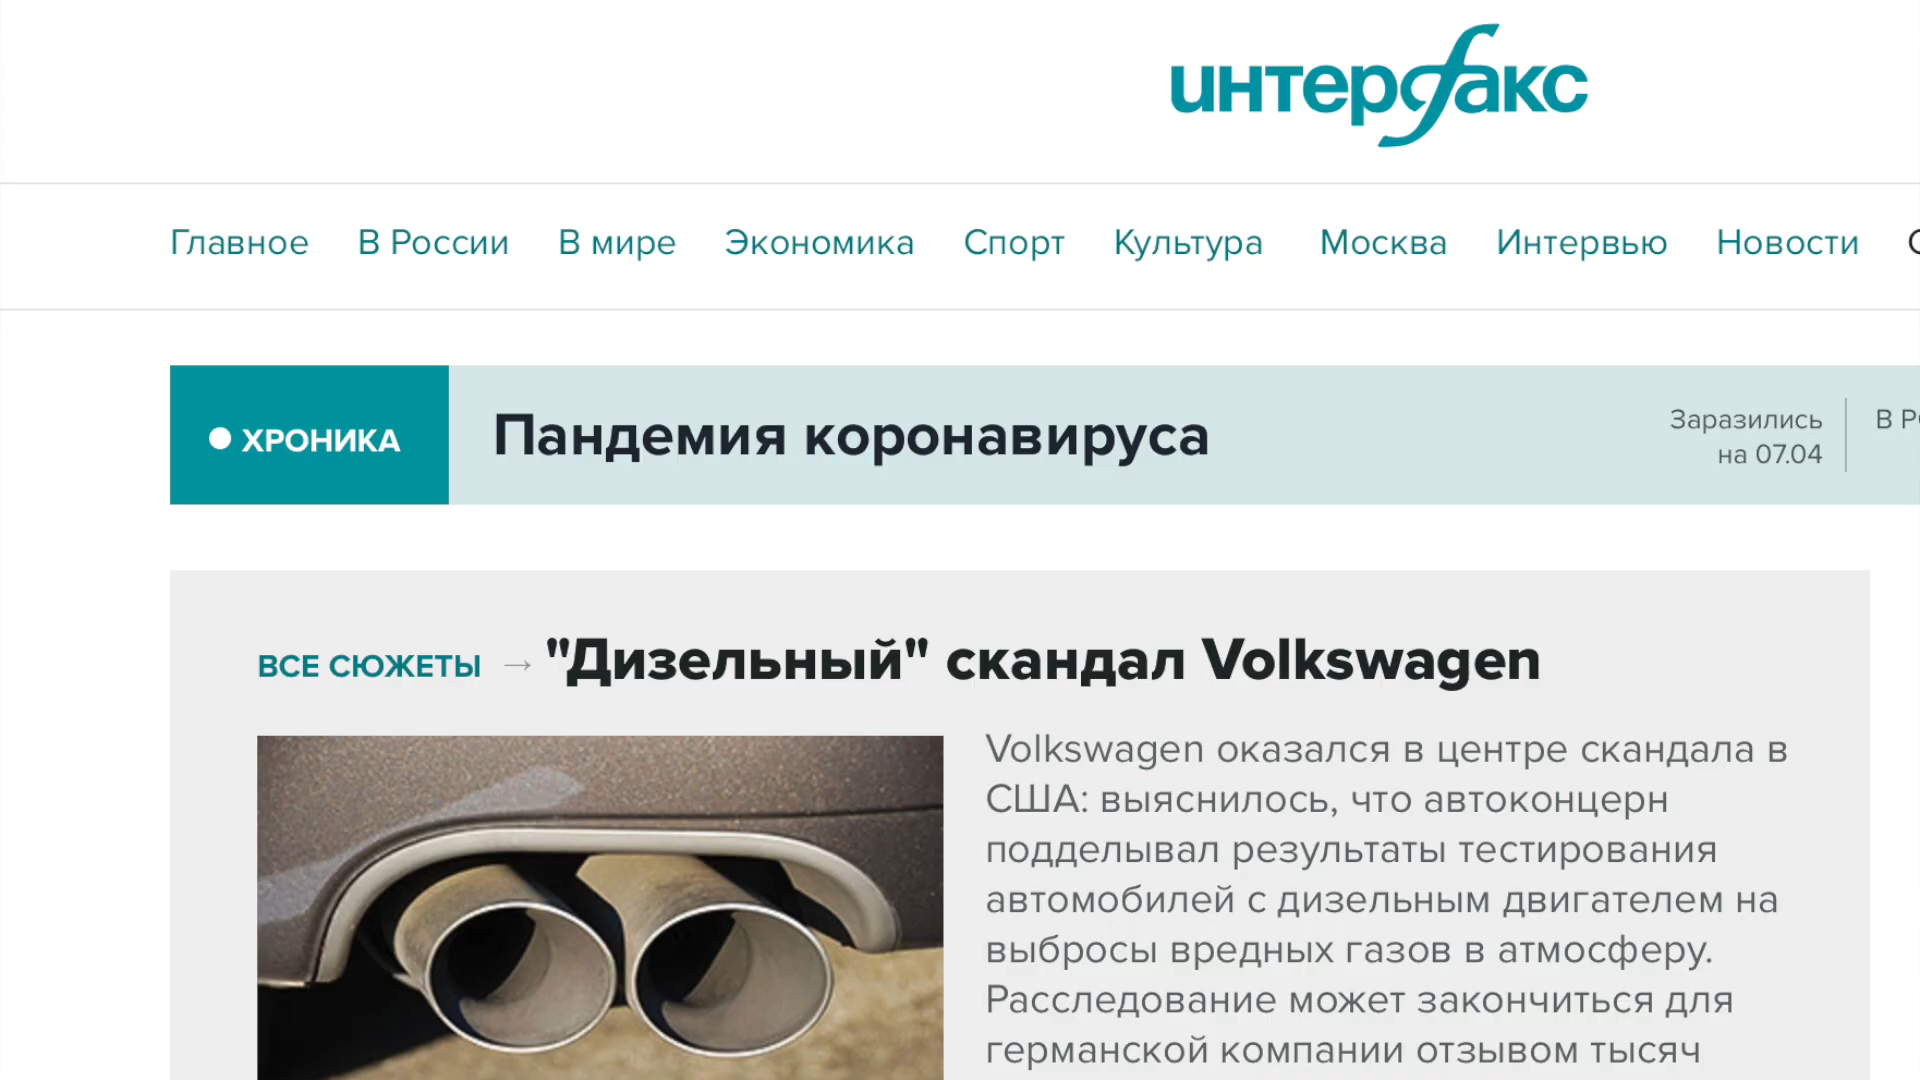 интерфакс
Главное В России В мире Экономика Спорт Культура Москва Интервью Новости
ХРОНИКА Пандемия коронавируса
Заразились
на 07.04
ВСЕ СЮЖЕТЫ → "Дизельный" скандал Volkswagen
Volkswagen оказался в центре скандала в
США: выяснилось, что автоконцерн
подделывал результаты тестирования
автомобилей с дизельным двигателем на
выбросы вредных газов в атмосферу.
Расследование может закончиться для
германской компании отзывом тысяч